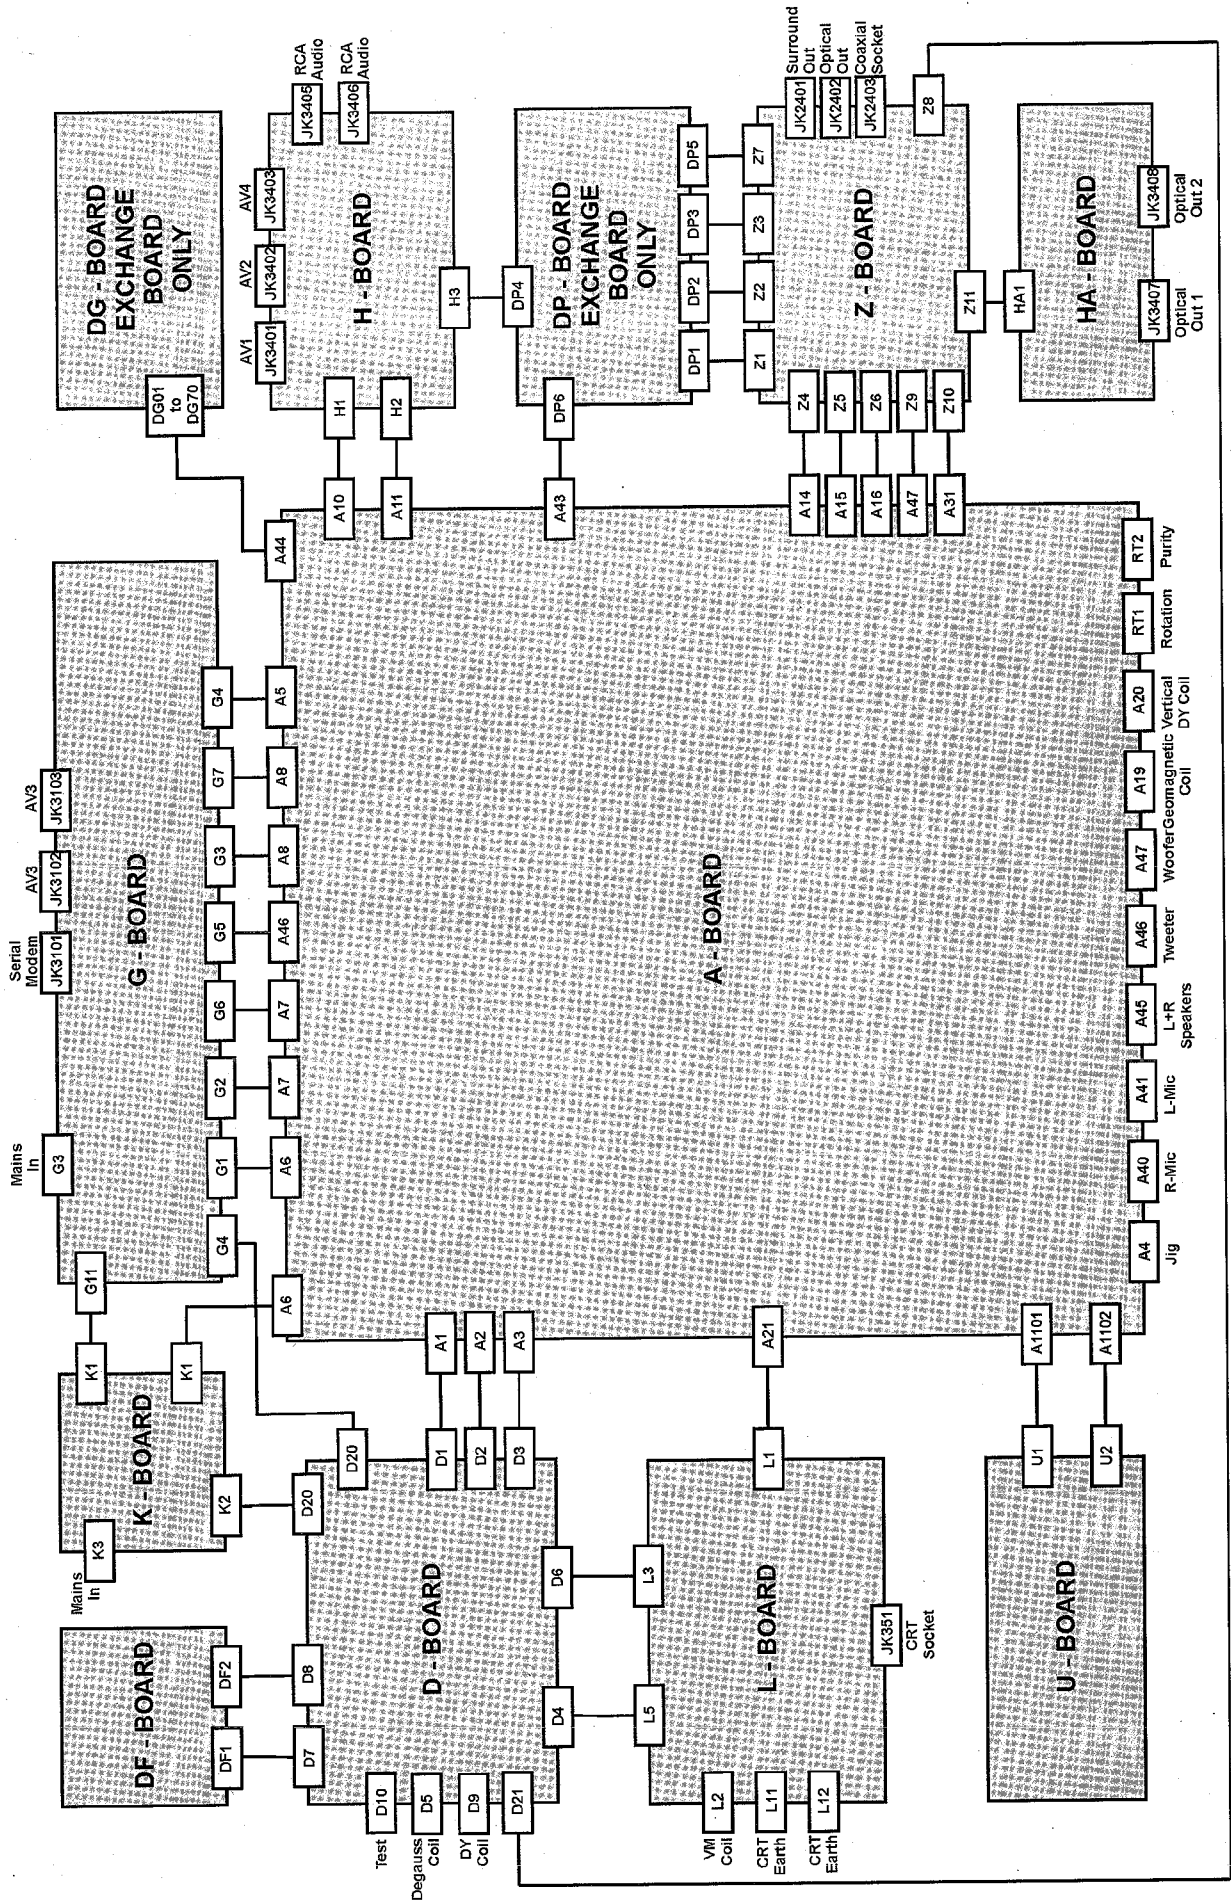 DF - BOARD
DF1
DF2
Mains
In
K3
K - BOARD
K1
K1
K2
Mains
In
G3
Serial
Modem
JK3101
AV3
JK3102
AV3
JK3103
G - BOARD
G11
G4
G1
G2
G6
G5
G3
G7
G4
DG - BOARD
EXCHANGE
BOARD
ONLY
DG01
to
DG70
A6
A6
A7
A7
A46
A8
A8
A5
A44
D7
D8
D20
D20
D - BOARD
Test
D10
Degauss
Coil
D5
DY
Coil
D9
D21
D1
D2
D3
D4
D6
A1
A2
A3
A - BOARD
A10
A11
A43
A14
A15
A16
A47
A31
AV1
JK3401
AV2
JK3402
AV4
JK3403
RCA
Audio
JK3405
RCA
Audio
JK3406
H - BOARD
H1
H2
H3
DP4
DP - BOARD
EXCHANGE
BOARD
ONLY
DP6
DP1
DP2
DP3
DP5
Z1
Z2
Z3
Z7
Surround
Out
JK2401
Optical
Out
JK2402
Coaxial
Socket
JK2403
Z8
Z - BOARD
Z4
Z5
Z6
Z9
Z10
Z11
HA1
HA - BOARD
JK3407
Optical
Out 1
JK3408
Optical
Out 2
L5
L3
L - BOARD
L1
A21
VM
Coil
L2
CRT
Earth
L11
CRT
Earth
L12
JK351
CRT
Socket
U - BOARD
U1
U2
A1101
A1102
A4
Jig
A40
R-Mic
A41
L-Mic
A45
L+R
Speakers
A46
Tweeter
A47
Woofer
A19
Geomagnetic
Coil
A20
Vertical
DY Coil
RT1
Rotation
RT2
Purity